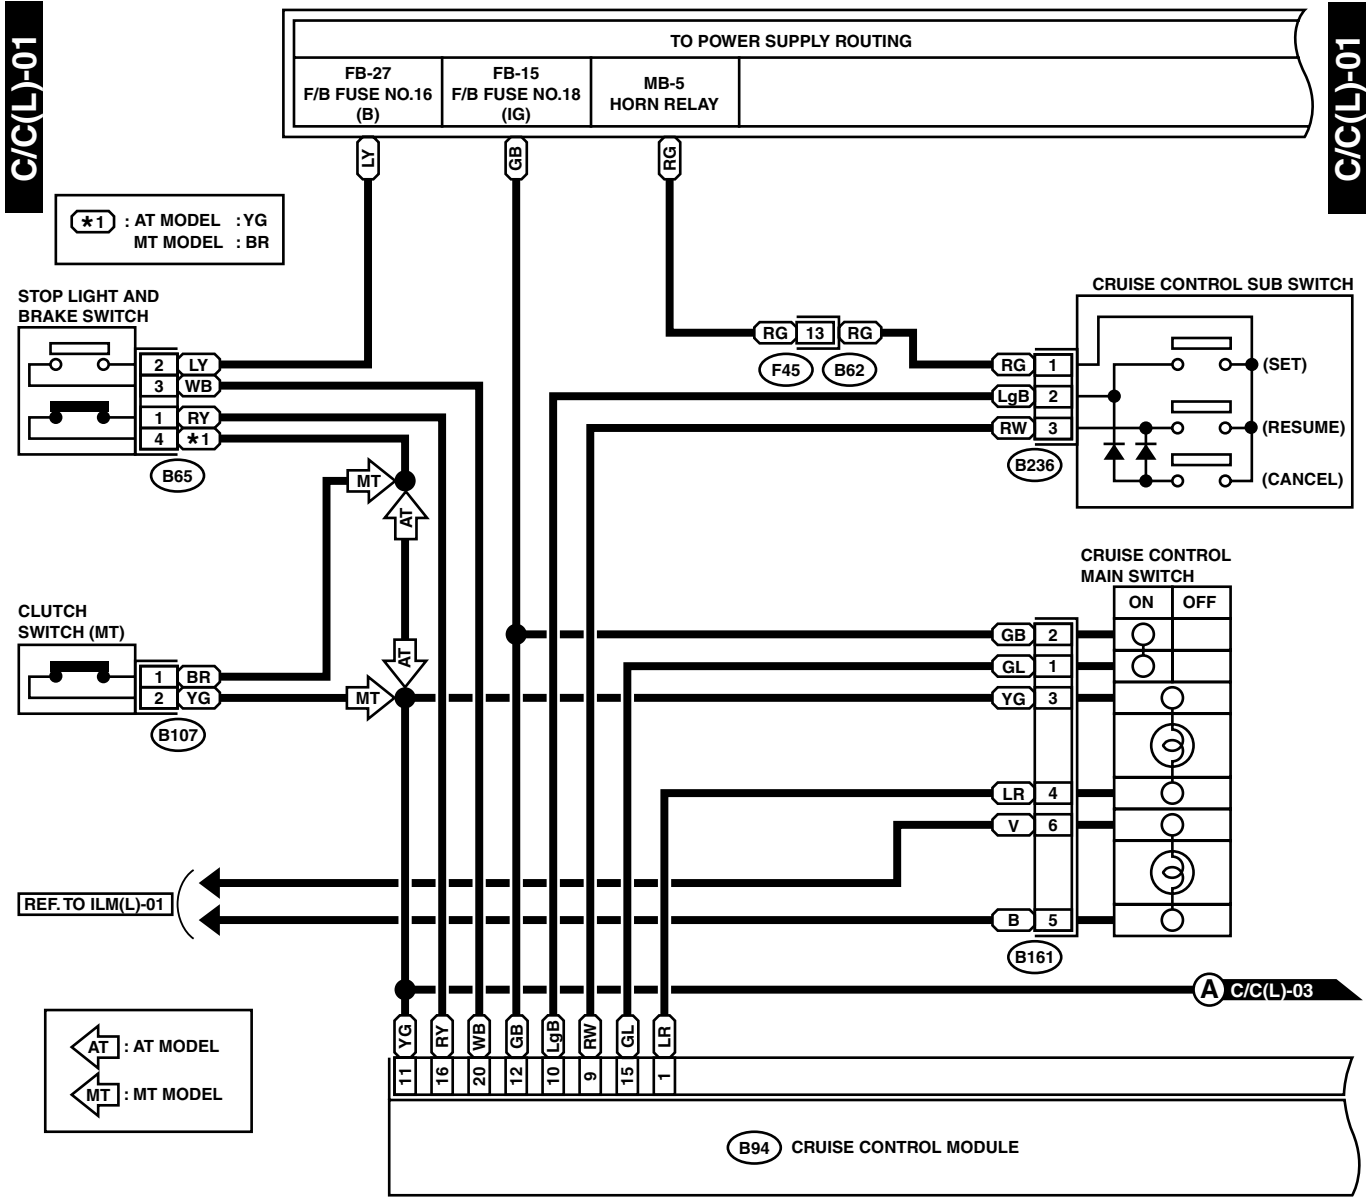 C/C(L)-01
C/C(L)-01
TO POWER SUPPLY ROUTING
FB-27
F/B FUSE NO.16
(B)
FB-15
F/B FUSE NO.18
(IG)
MB-5
HORN RELAY
LY
GB
RG
*1 : AT MODEL : YG
MT MODEL : BR
STOP LIGHT AND
BRAKE SWITCH
2 LY
3 WB
1 RY
4 *1
B65
RG 13 RG
F45 B62
CRUISE CONTROL SUB SWITCH
RG 1
LgB 2
RW 3
B236
(SET)
(RESUME)
(CANCEL)
MT
AT
AT
MT
CLUTCH
SWITCH (MT)
1 BR
2 YG
B107
CRUISE CONTROL
MAIN SWITCH
ON OFF
GB 2
GL 1
YG 3
LR 4
V 6
B 5
B161
REF. TO ILM(L)-01
A C/C(L)-03
AT : AT MODEL
MT : MT MODEL
YG RY WB GB LgB RW GL LR
11 16 20 12 10 9 15 1
B94 CRUISE CONTROL MODULE